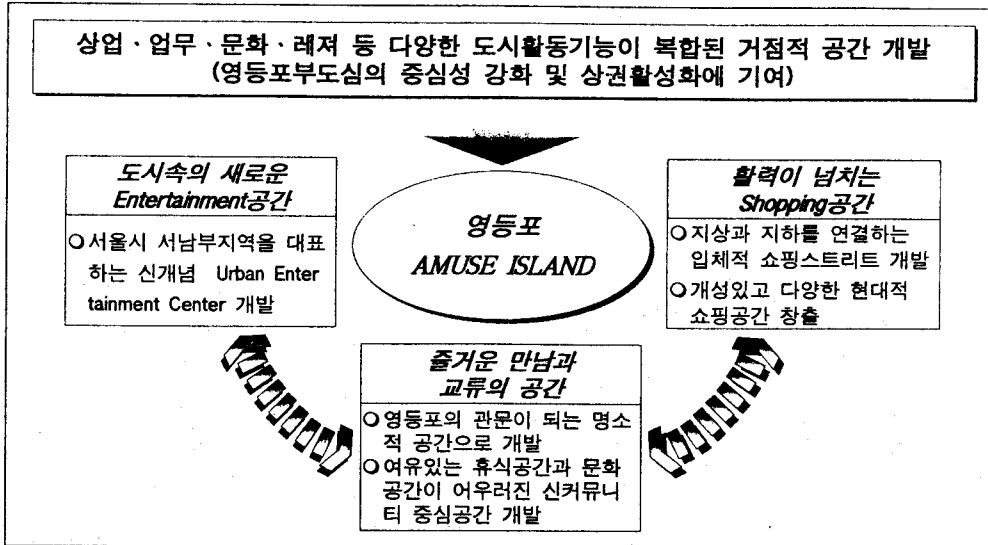 상업 · 업무 · 문화 · 레져 등 다양한 도시활동기능이 복합된 거점적 공간 개발
(영등포부도심의 중심성 강화 및 상권활성화에 기여)
도시속의 새로운
Entertainment공간
○ 서울시 서남부지역을 대표
하는 신개념 Urban Enter
tainment Center 개발
영등포
AMUSE ISLAND
활력이 넘치는
Shopping공간
○ 지상과 지하를 연결하는
입체적 쇼핑스트리트 개발
○ 개성있고 다양한 현대적
쇼핑공간 창출
즐거운 만남과
교류의 공간
○ 영등포의 관문이 되는 명소
적 공간으로 개발
○ 여유있는 휴식공간과 문화
공간이 어우러진 신커뮤니
티 중심공간 개발